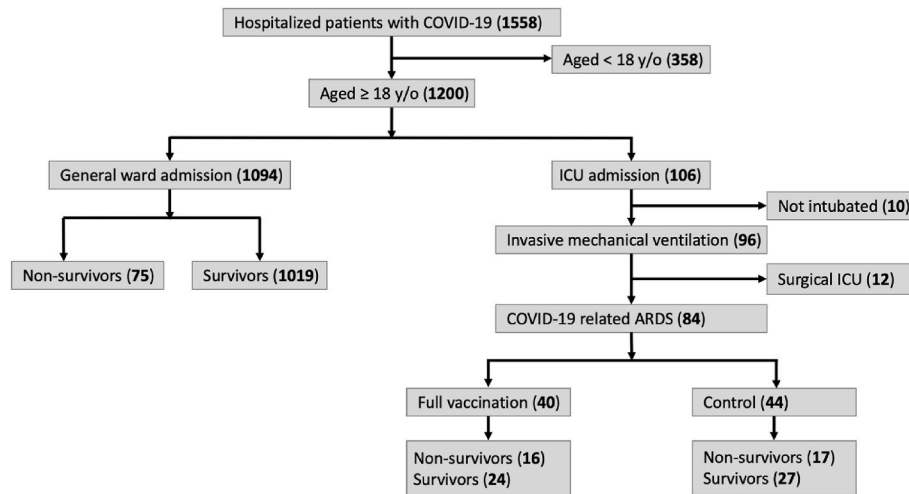 Hospitalized patients with COVID-19 (1558)
Aged < 18 y/o (358)
Aged ≥ 18 y/o (1200)
General ward admission (1094)
ICU admission (106)
Not intubated (10)
Invasive mechanical ventilation (96)
Non-survivors (75)
Survivors (1019)
Surgical ICU (12)
COVID-19 related ARDS (84)
Full vaccination (40)
Control (44)
Non-survivors (16)
Survivors (24)
Non-survivors (17)
Survivors (27)